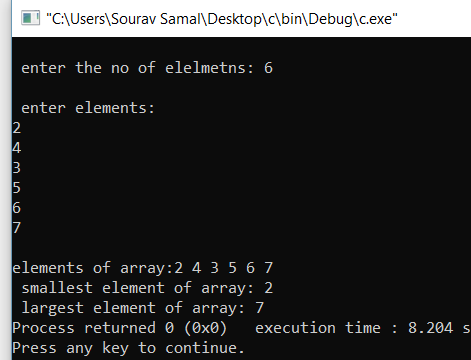 "C:\Users\Sourav Samal\Desktop\c\bin\Debug\c.exe"
enter the no of elelmetns: 6
enter elements:
2
4
3
5
6
7
elements of array:2 4 3 5 6 7
smallest element of array: 2
largest element of array: 7
Process returned 0 (0x0)   execution time : 8.204 s
Press any key to continue.